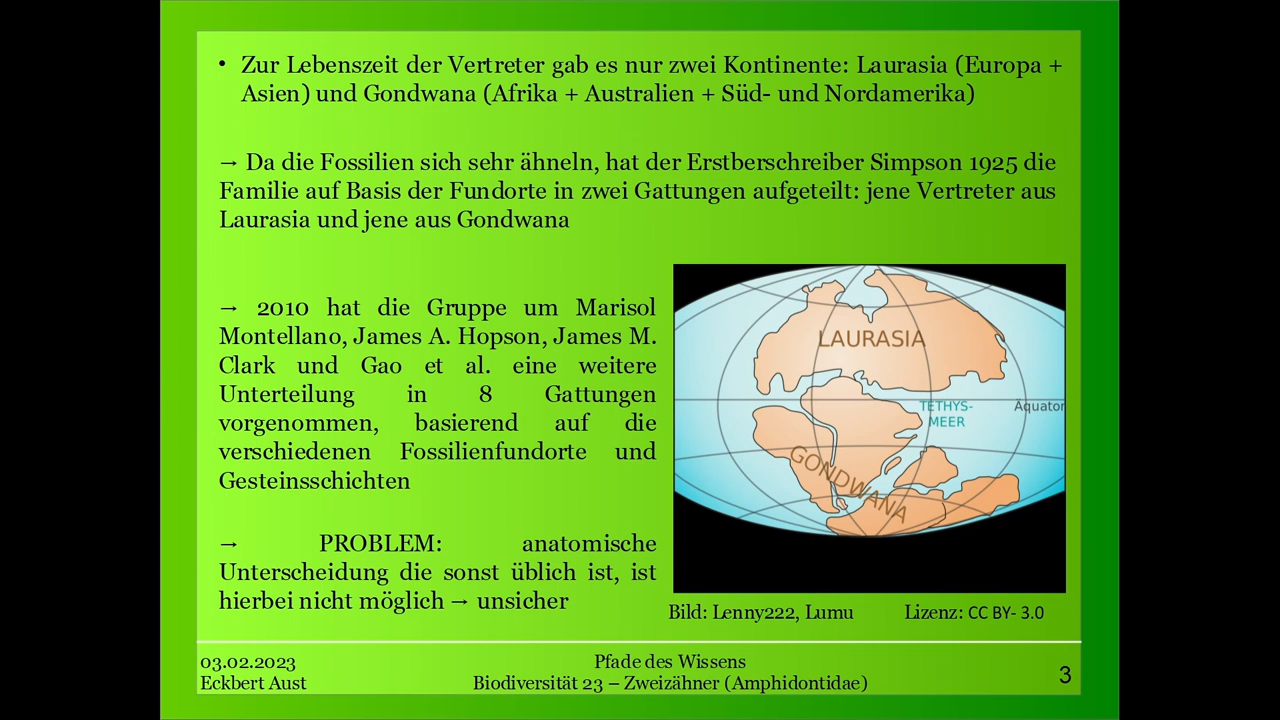 • Zur Lebenszeit der Vertreter gab es nur zwei Kontinente: Laurasia (Europa +
Asien) und Gondwana (Afrika + Australien + Süd- und Nordamerika)
→ Da die Fossilien sich sehr ähneln, hat der Erstberschreiber Simpson 1925 die
Familie auf Basis der Fundorte in zwei Gattungen aufgeteilt: jene Vertreter aus
Laurasia und jene aus Gondwana
→ 2010 hat die Gruppe um Marisol
Montellano, James A. Hopson, James M.
Clark und Gao et al. eine weitere
Unterteilung in 8 Gattungen
vorgenommen, basierend auf die
verschiedenen Fossilienfundorte und
Gesteinsschichten
→ PROBLEM: anatomische
Unterscheidung die sonst üblich ist, ist
hierbei nicht möglich → unsicher
LAURASIA
TETHYS-
MEER
Äquator
GONDWANA
Bild: Lenny222, Lumu Lizenz: CC BY- 3.0
03.02.2023
Eckbert Aust
Pfade des Wissens
Biodiversität 23 – Zweizähner (Amphidontidae)
3